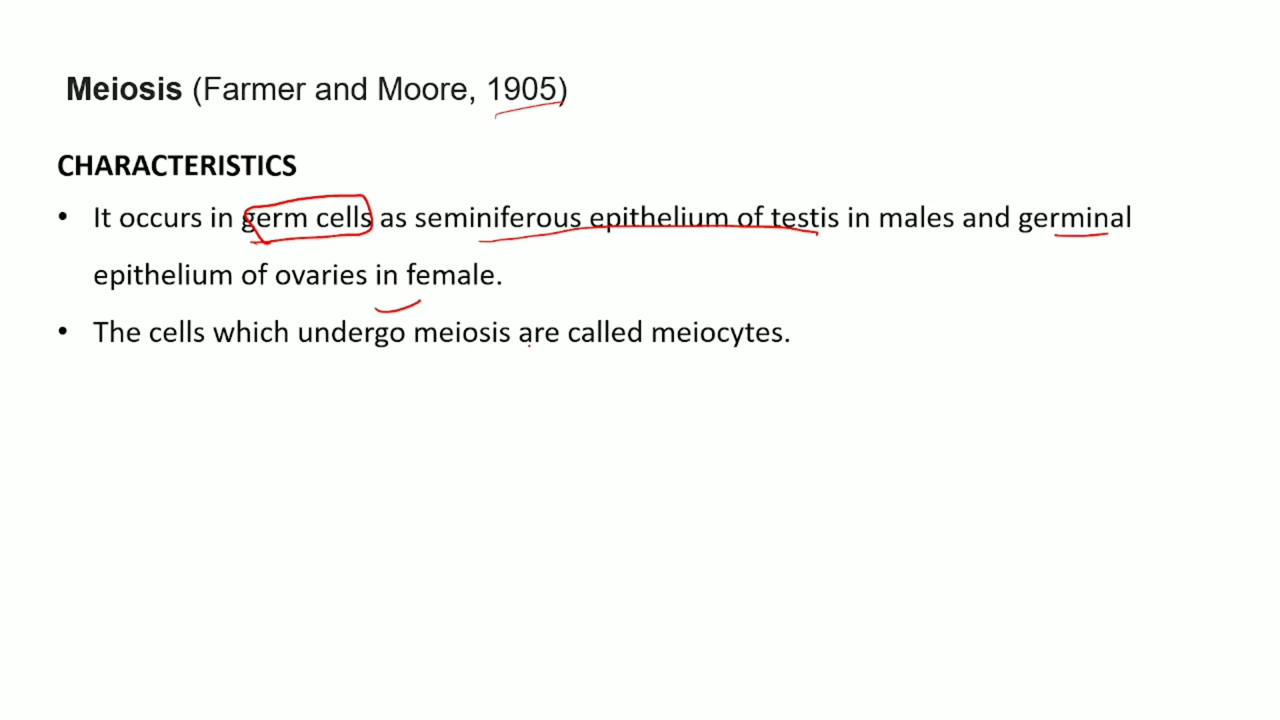 Meiosis (Farmer and Moore, 1905)
CHARACTERISTICS
• It occurs in germ cells as seminiferous epithelium of testis in males and germinal
epithelium of ovaries in female.
• The cells which undergo meiosis are called meiocytes.